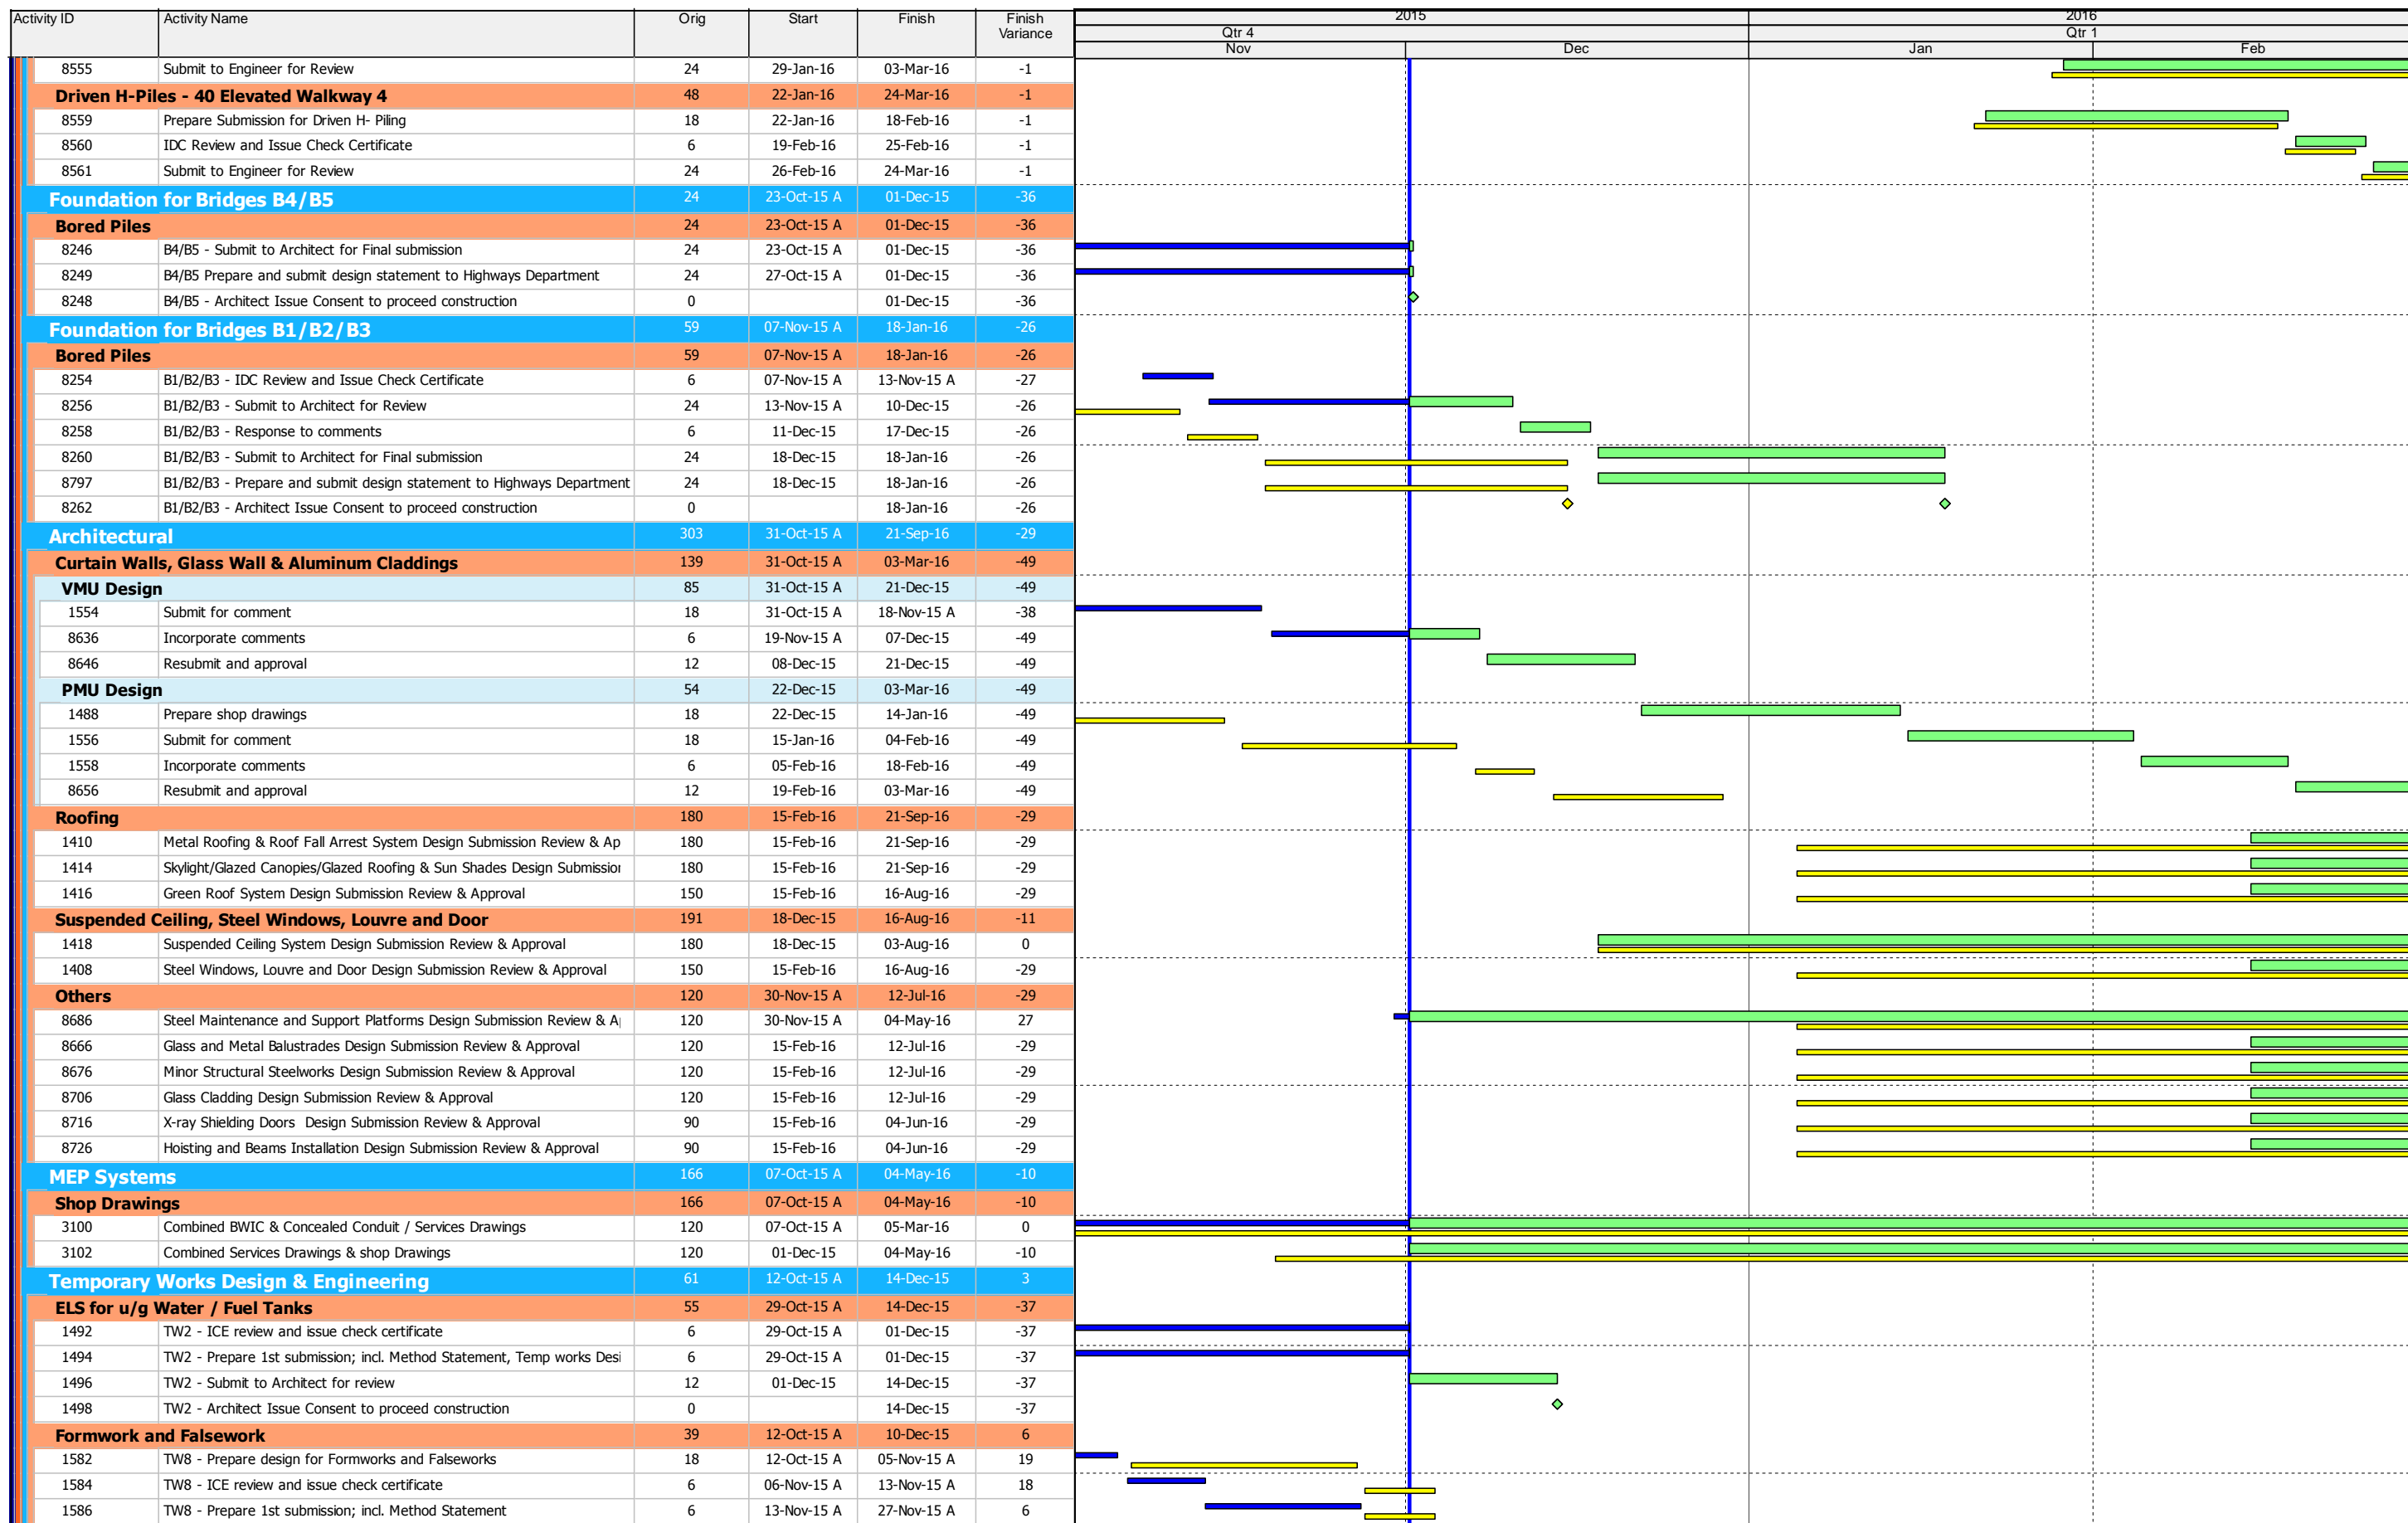 Activity ID Activity Name Orig Start Finish Finish Variance 2015 2016
Qtr 4 Qtr 1
Nov Dec Jan Feb
8555 Submit to Engineer for Review 24 29-Jan-16 03-Mar-16 -1
Driven H-Piles - 40 Elevated Walkway 4 48 22-Jan-16 24-Mar-16 -1
8559 Prepare Submission for Driven H- Piling 18 22-Jan-16 18-Feb-16 -1
8560 IDC Review and Issue Check Certificate 6 19-Feb-16 25-Feb-16 -1
8561 Submit to Engineer for Review 24 26-Feb-16 24-Mar-16 -1
Foundation for Bridges B4/B5 24 23-Oct-15 A 01-Dec-15 -36
Bored Piles 24 23-Oct-15 A 01-Dec-15 -36
8246 B4/B5 - Submit to Architect for Final submission 24 23-Oct-15 A 01-Dec-15 -36
8249 B4/B5 Prepare and submit design statement to Highways Department 24 27-Oct-15 A 01-Dec-15 -36
8248 B4/B5 - Architect Issue Consent to proceed construction 0 01-Dec-15 -36
Foundation for Bridges B1/B2/B3 59 07-Nov-15 A 18-Jan-16 -26
Bored Piles 59 07-Nov-15 A 18-Jan-16 -26
8254 B1/B2/B3 - IDC Review and Issue Check Certificate 6 07-Nov-15 A 13-Nov-15 A -27
8256 B1/B2/B3 - Submit to Architect for Review 24 13-Nov-15 A 10-Dec-15 -26
8258 B1/B2/B3 - Response to comments 6 11-Dec-15 17-Dec-15 -26
8260 B1/B2/B3 - Submit to Architect for Final submission 24 18-Dec-15 18-Jan-16 -26
8797 B1/B2/B3 - Prepare and submit design statement to Highways Department 24 18-Dec-15 18-Jan-16 -26
8262 B1/B2/B3 - Architect Issue Consent to proceed construction 0 18-Jan-16 -26
Architectural 303 31-Oct-15 A 21-Sep-16 -29
Curtain Walls, Glass Wall & Aluminum Claddings 139 31-Oct-15 A 03-Mar-16 -49
VMU Design 85 31-Oct-15 A 21-Dec-15 -49
1554 Submit for comment 18 31-Oct-15 A 18-Nov-15 A -38
8636 Incorporate comments 6 19-Nov-15 A 07-Dec-15 -49
8646 Resubmit and approval 12 08-Dec-15 21-Dec-15 -49
PMU Design 54 22-Dec-15 03-Mar-16 -49
1488 Prepare shop drawings 18 22-Dec-15 14-Jan-16 -49
1556 Submit for comment 18 15-Jan-16 04-Feb-16 -49
1558 Incorporate comments 6 05-Feb-16 18-Feb-16 -49
8656 Resubmit and approval 12 19-Feb-16 03-Mar-16 -49
Roofing 180 15-Feb-16 21-Sep-16 -29
1410 Metal Roofing & Roof Fall Arrest System Design Submission Review & Ap 180 15-Feb-16 21-Sep-16 -29
1414 Skylight/Glazed Canopies/Glazed Roofing & Sun Shades Design Submission 180 15-Feb-16 21-Sep-16 -29
1416 Green Roof System Design Submission Review & Approval 150 15-Feb-16 16-Aug-16 -29
Suspended Ceiling, Steel Windows, Louvre and Door 191 18-Dec-15 16-Aug-16 -11
1418 Suspended Ceiling System Design Submission Review & Approval 180 18-Dec-15 03-Aug-16 0
1408 Steel Windows, Louvre and Door Design Submission Review & Approval 150 15-Feb-16 16-Aug-16 -29
Others 120 30-Nov-15 A 12-Jul-16 -29
8686 Steel Maintenance and Support Platforms Design Submission Review & A 120 30-Nov-15 A 04-May-16 27
8666 Glass and Metal Balustrades Design Submission Review & Approval 120 15-Feb-16 12-Jul-16 -29
8676 Minor Structural Steelworks Design Submission Review & Approval 120 15-Feb-16 12-Jul-16 -29
8706 Glass Cladding Design Submission Review & Approval 120 15-Feb-16 12-Jul-16 -29
8716 X-ray Shielding Doors Design Submission Review & Approval 90 15-Feb-16 04-Jun-16 -29
8726 Hoisting and Beams Installation Design Submission Review & Approval 90 15-Feb-16 04-Jun-16 -29
MEP Systems 166 07-Oct-15 A 04-May-16 -10
Shop Drawings 166 07-Oct-15 A 04-May-16 -10
3100 Combined BWIC & Concealed Conduit / Services Drawings 120 07-Oct-15 A 05-Mar-16 0
3102 Combined Services Drawings & shop Drawings 120 01-Dec-15 04-May-16 -10
Temporary Works Design & Engineering 61 12-Oct-15 A 14-Dec-15 3
ELS for u/g Water / Fuel Tanks 55 29-Oct-15 A 14-Dec-15 -37
1492 TW2 - ICE review and issue check certificate 6 29-Oct-15 A 01-Dec-15 -37
1494 TW2 - Prepare 1st submission; incl. Method Statement, Temp works Desi 6 29-Oct-15 A 01-Dec-15 -37
1496 TW2 - Submit to Architect for review 12 01-Dec-15 14-Dec-15 -37
1498 TW2 - Architect Issue Consent to proceed construction 0 14-Dec-15 -37
Formwork and Falsework 39 12-Oct-15 A 10-Dec-15 6
1582 TW8 - Prepare design for Formworks and Falseworks 18 12-Oct-15 A 05-Nov-15 A 19
1584 TW8 - ICE review and issue check certificate 6 06-Nov-15 A 13-Nov-15 A 18
1586 TW8 - Prepare 1st submission; incl. Method Statement 6 13-Nov-15 A 27-Nov-15 A 6